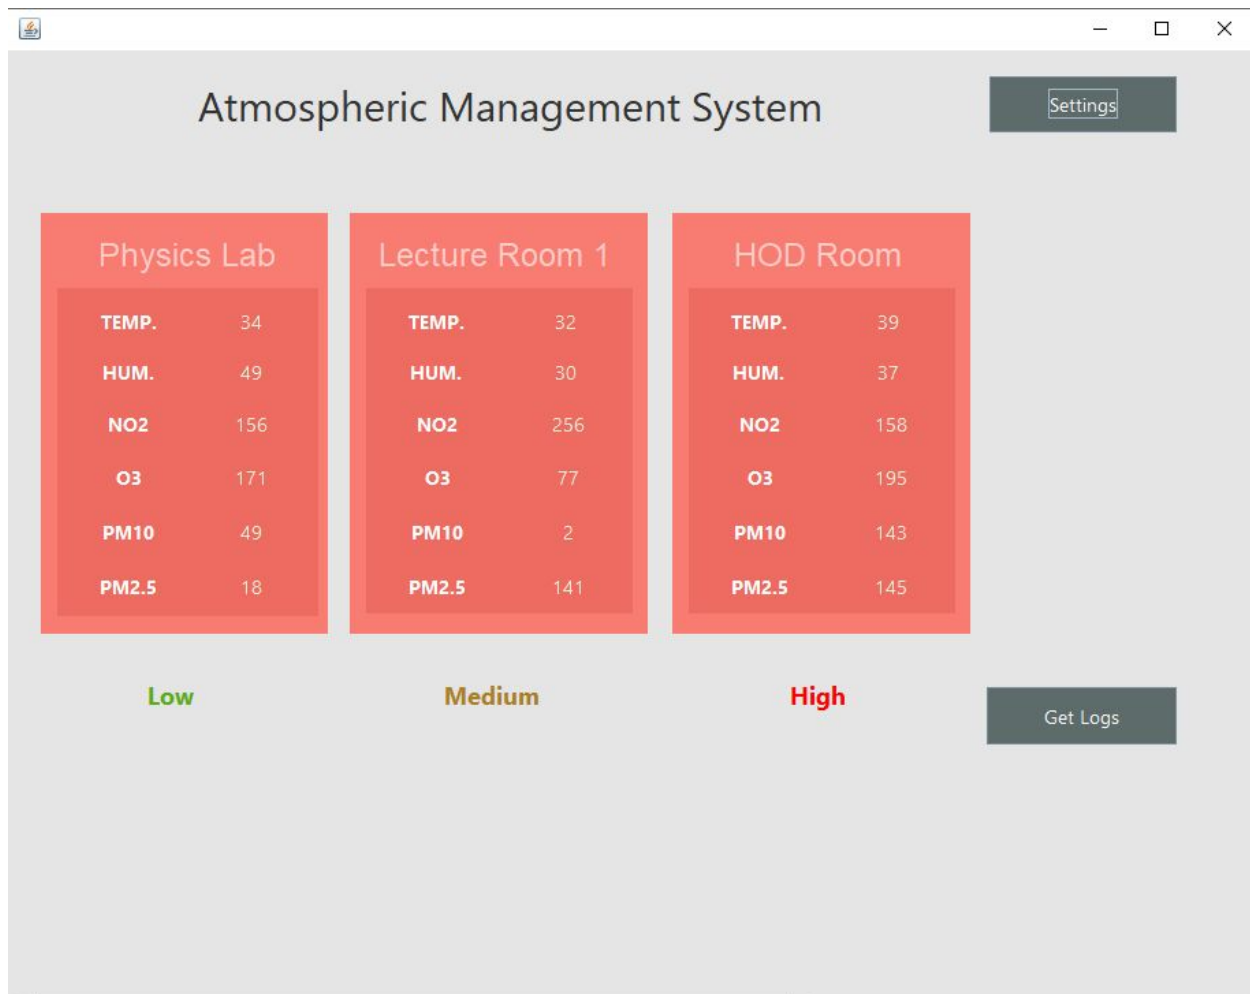 Atmospheric Management System
Settings
Physics Lab
TEMP. 34
HUM. 49
NO2 156
O3 171
PM10 49
PM2.5 18
Low
Lecture Room 1
TEMP. 32
HUM. 30
NO2 256
O3 77
PM10 2
PM2.5 141
Medium
HOD Room
TEMP. 39
HUM. 37
NO2 158
O3 195
PM10 143
PM2.5 145
High
Get Logs